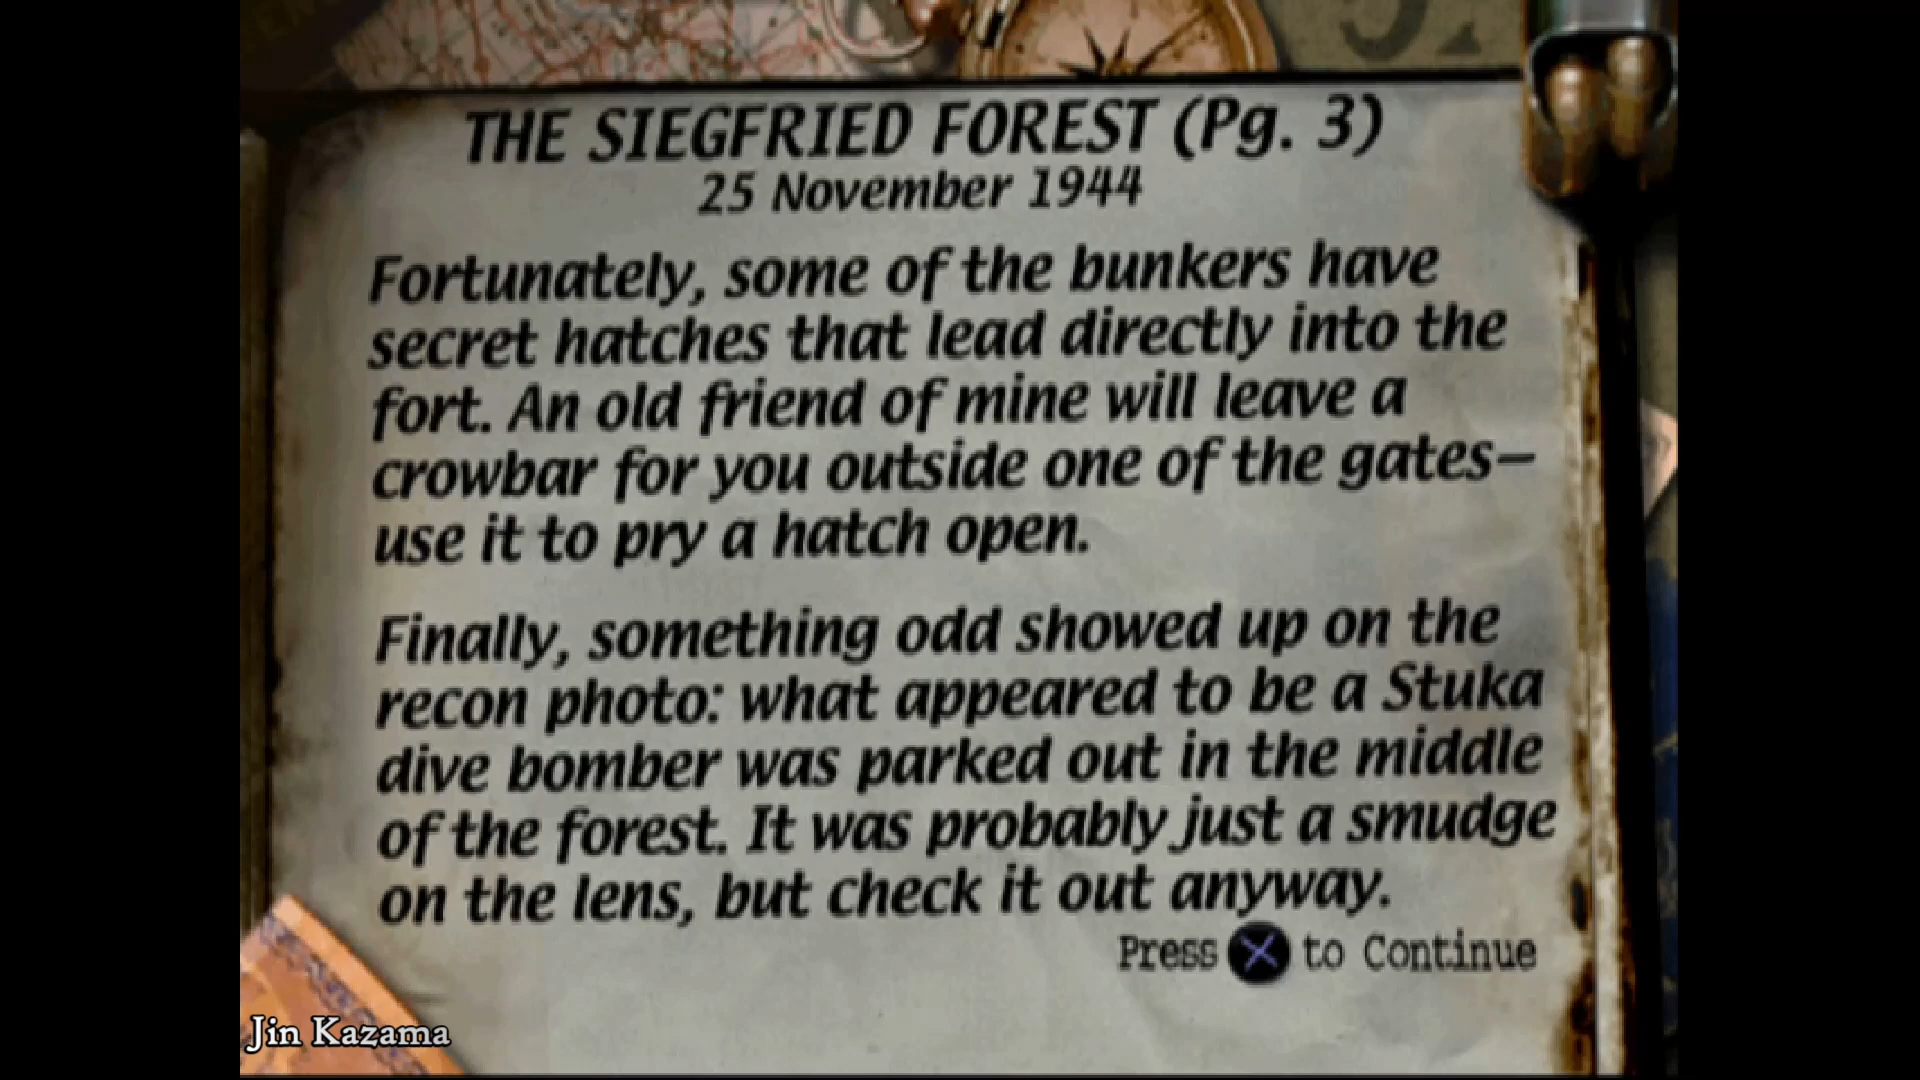 THE SIEGFRIED FOREST (Pg. 3)
25 November 1944
Fortunately, some of the bunkers have
secret hatches that lead directly into the
fort. An old friend of mine will leave a
crowbar for you outside one of the gates—
use it to pry a hatch open.
Finally, something odd showed up on the
recon photo: what appeared to be a Stuka
dive bomber was parked out in the middle
of the forest. It was probably just a smudge
on the lens, but check it out anyway.
Press X to Continue
Jin Kazama